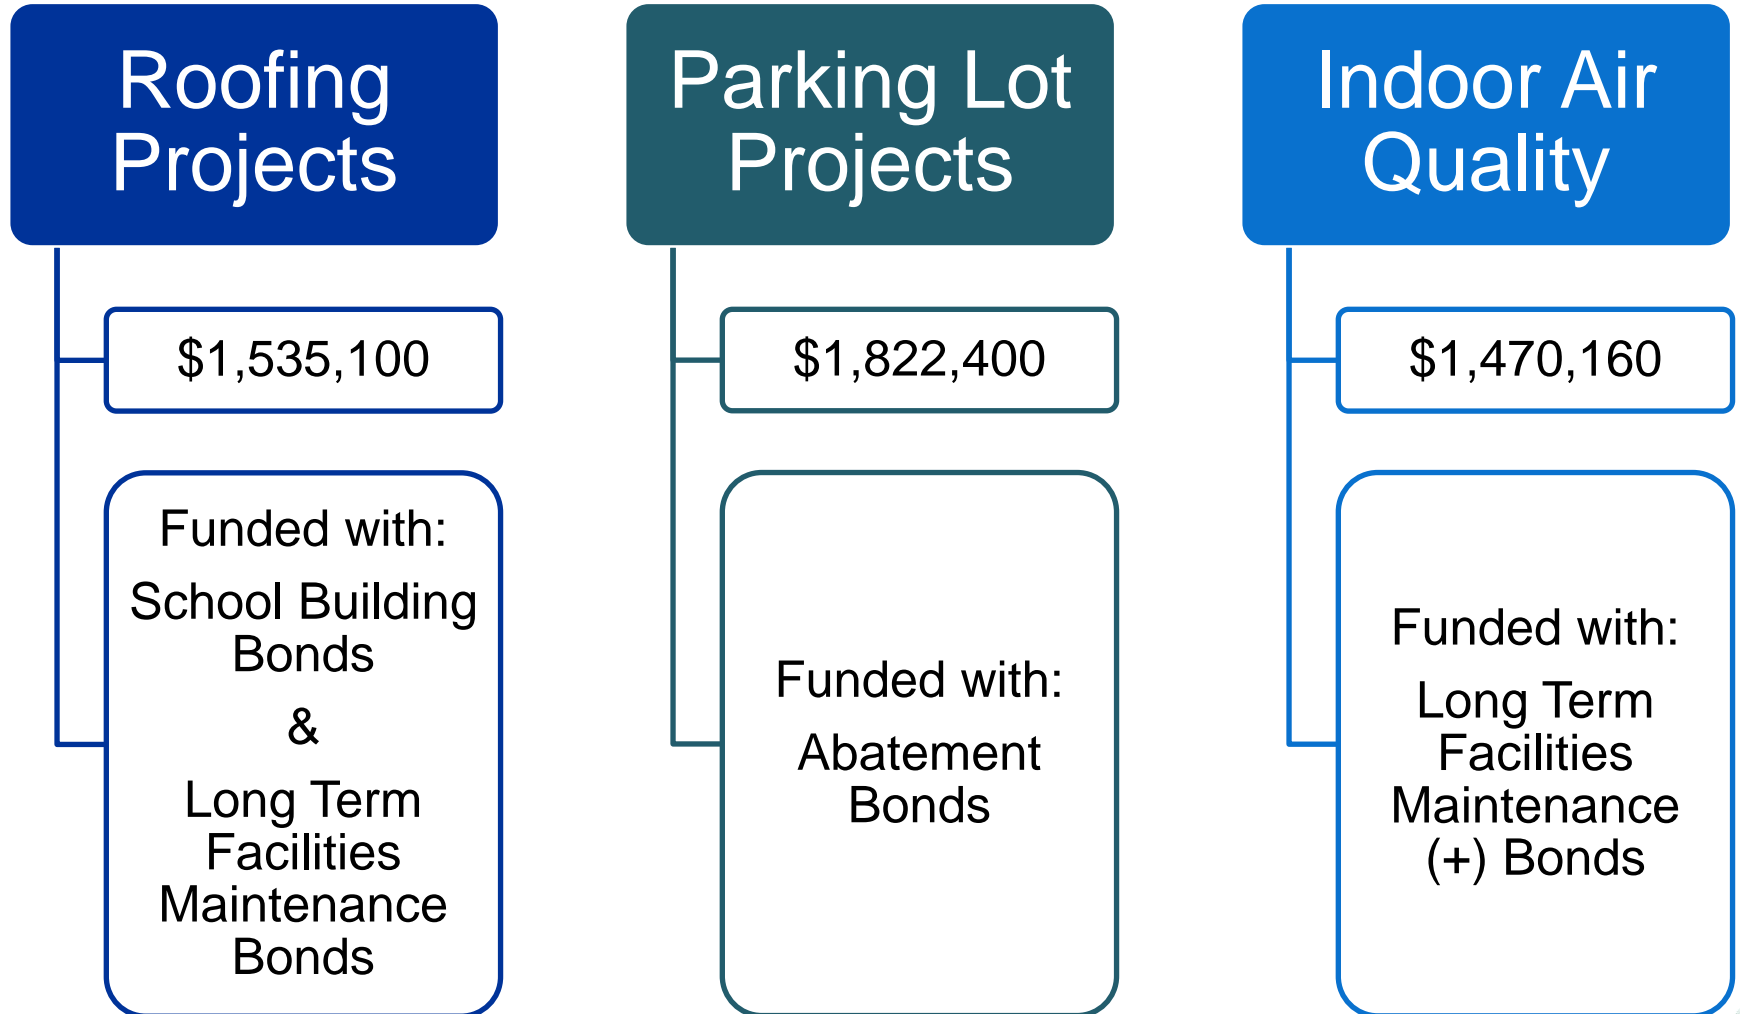 Roofing
Projects
$1,535,100
Funded with:
School Building
Bonds
&
Long Term
Facilities
Maintenance
Bonds
Parking Lot
Projects
$1,822,400
Funded with:
Abatement
Bonds
Indoor Air
Quality
$1,470,160
Funded with:
Long Term
Facilities
Maintenance
(+) Bonds